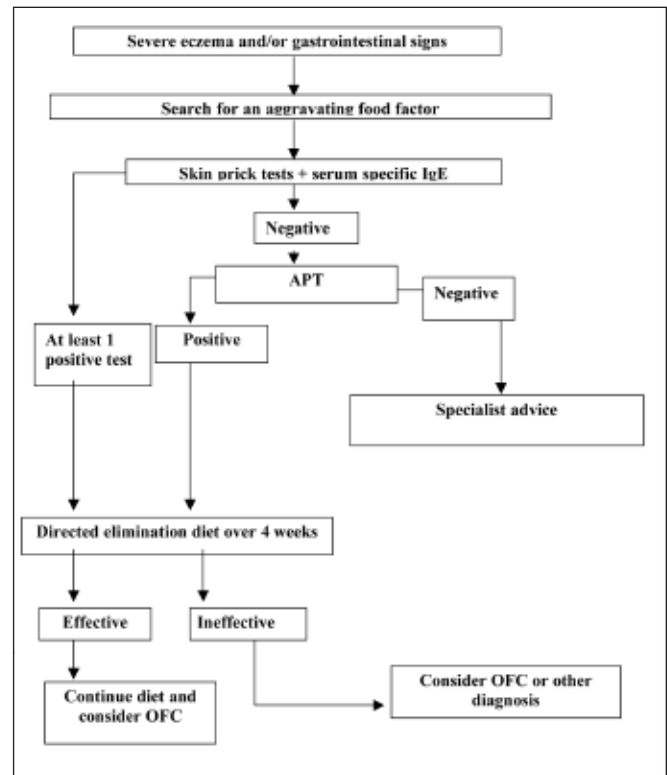 Severe eczema and/or gastrointestinal signs
Search for an aggravating food factor
Skin prick tests + serum specific IgE
Negative
APT
Negative
At least 1
positive test
Positive
Specialist advice
Directed elimination diet over 4 weeks
Effective
Ineffective
Continue diet and
consider OFC
Consider OFC or other
diagnosis